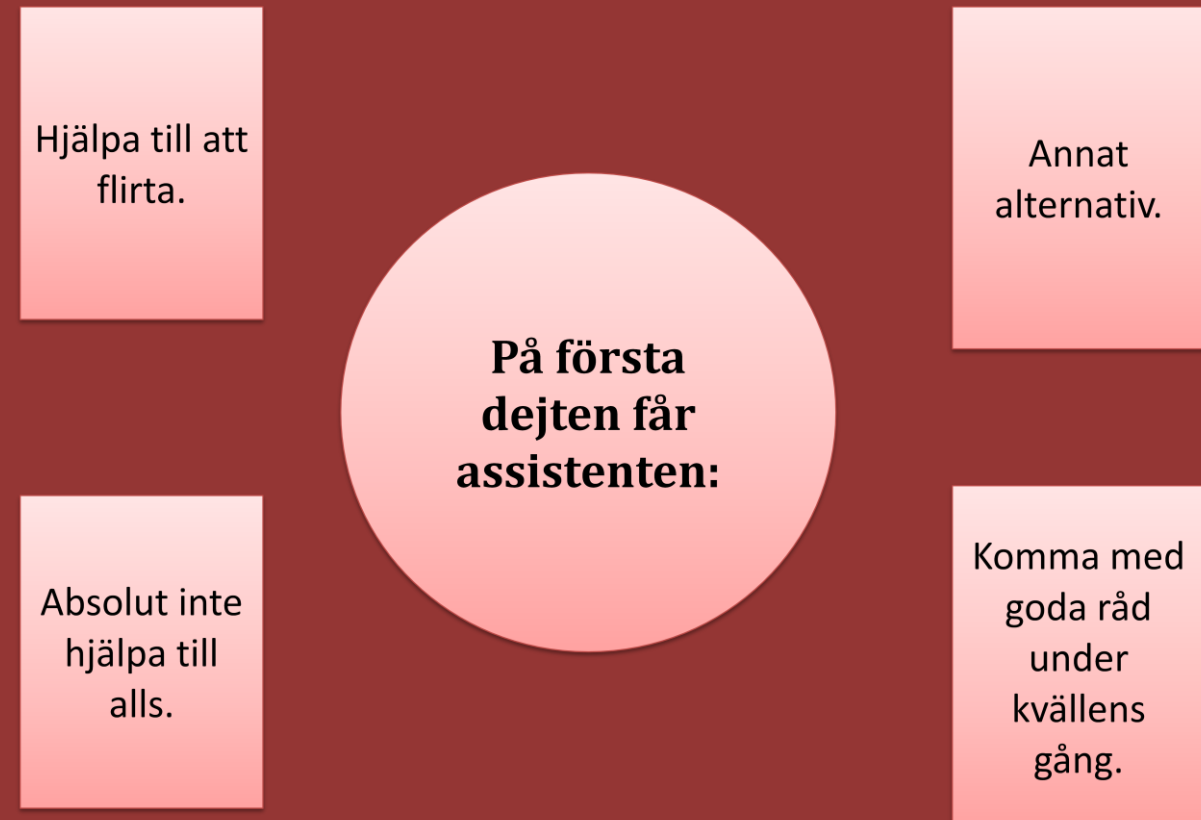 Hjälpa till att
flirta.
Annat
alternativ.
På första
dejten får
assistenten:
Absolut inte
hjälpa till
alls.
Komma med
goda råd
under
kvällens
gång.